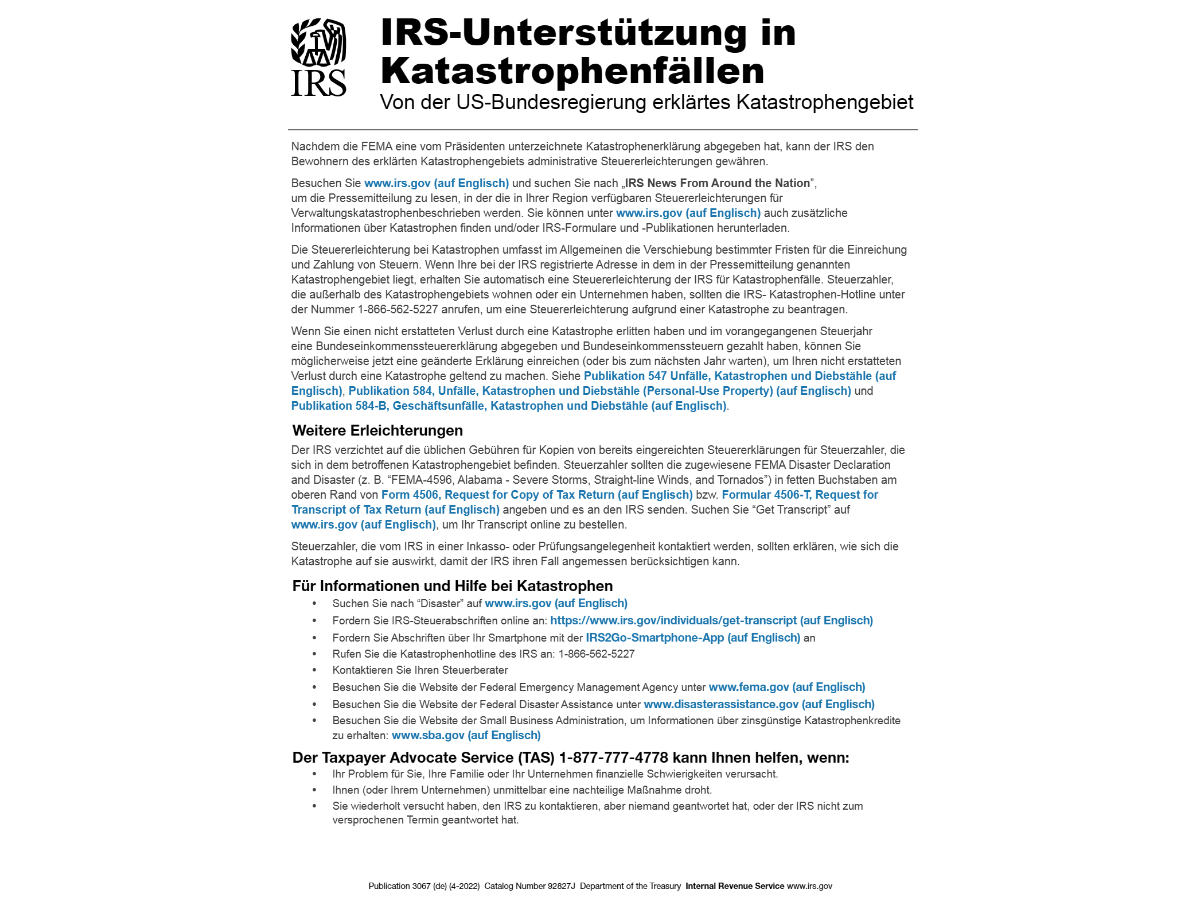 IRS
IRS-Unterstützung in
Katastrophenfällen
Von der US-Bundesregierung erklärtes Katastrophengebiet
Nachdem die FEMA eine vom Präsidenten unterzeichnete Katastrophenerklärung abgegeben hat, kann der IRS den
Bewohnern des erklärten Katastrophengebiets administrative Steuererleichterungen gewähren.
Besuchen Sie www.irs.gov (auf Englisch) und suchen Sie nach „IRS News From Around the Nation“,
um die Pressemitteilung zu lesen, in der die in Ihrer Region verfügbaren Steuererleichterungen für
Verwaltungskatastrophenbeschrieben werden. Sie können unter www.irs.gov (auf Englisch) auch zusätzliche
Informationen über Katastrophen finden und/oder IRS-Formulare und -Publikationen herunterladen.
Die Steuererleichterung bei Katastrophen umfasst im Allgemeinen die Verschiebung bestimmter Fristen für die Einreichung
und Zahlung von Steuern. Wenn Ihre bei der IRS registrierte Adresse in dem in der Pressemitteilung genannten
Katastrophengebiet liegt, erhalten Sie automatisch eine Steuererleichterung der IRS für Katastrophenfälle. Steuerzahler,
die außerhalb des Katastrophengebiets wohnen oder ein Unternehmen haben, sollten die IRS- Katastrophen-Hotline unter
der Nummer 1-866-562-5227 anrufen, um eine Steuererleichterung aufgrund einer Katastrophe zu beantragen.
Wenn Sie einen nicht erstatteten Verlust durch eine Katastrophe erlitten haben und im vorangegangenen Steuerjahr
eine Bundeseinkommenssteuererklärung abgegeben und Bundeseinkommenssteuern gezahlt haben, können Sie
möglicherweise jetzt eine geänderte Erklärung einreichen (oder bis zum nächsten Jahr warten), um Ihren nicht erstatteten
Verlust durch eine Katastrophe geltend zu machen. Siehe Publikation 547 Unfälle, Katastrophen und Diebstähle (auf
Englisch), Publikation 584, Unfälle, Katastrophen und Diebstähle (Personal-Use Property) (auf Englisch) und
Publikation 584-B, Geschäftsunfälle, Katastrophen und Diebstähle (auf Englisch).
Weitere Erleichterungen
Der IRS verzichtet auf die üblichen Gebühren für Kopien von bereits eingereichten Steuererklärungen für Steuerzahler, die
sich in dem betroffenen Katastrophengebiet befinden. Steuerzahler sollten die zugewiesene FEMA Disaster Declaration
and Disaster (z. B. “FEMA-4596, Alabama - Severe Storms, Straight-line Winds, and Tornados”) in fetten Buchstaben am
oberen Rand von Form 4506, Request for Copy of Tax Return (auf Englisch) bzw. Formular 4506-T, Request for
Transcript of Tax Return (auf Englisch) angeben und es an den IRS senden. Suchen Sie “Get Transcript” auf
www.irs.gov (auf Englisch), um Ihr Transcript online zu bestellen.
Steuerzahler, die vom IRS in einer Inkasso- oder Prüfungsangelegenheit kontaktiert werden, sollten erklären, wie sich die
Katastrophe auf sie auswirkt, damit der IRS ihren Fall angemessen berücksichtigen kann.
Für Informationen und Hilfe bei Katastrophen
• Suchen Sie nach “Disaster” auf www.irs.gov (auf Englisch)
• Fordern Sie IRS-Steuerabschriften online an: https://www.irs.gov/individuals/get-transcript (auf Englisch)
• Fordern Sie Abschriften über Ihr Smartphone mit der IRS2Go-Smartphone-App (auf Englisch) an
• Rufen Sie die Katastrophenhotline des IRS an: 1-866-562-5227
• Kontaktieren Sie Ihren Steuerberater
• Besuchen Sie die Website der Federal Emergency Management Agency unter www.fema.gov (auf Englisch)
• Besuchen Sie die Website der Federal Disaster Assistance unter www.disasterassistance.gov (auf Englisch)
• Besuchen Sie die Website der Small Business Administration, um Informationen über zinsgünstige Katastrophenkredite
zu erhalten: www.sba.gov (auf Englisch)
Der Taxpayer Advocate Service (TAS) 1-877-777-4778 kann Ihnen helfen, wenn:
• Ihr Problem für Sie, Ihre Familie oder Ihr Unternehmen finanzielle Schwierigkeiten verursacht.
• Ihnen (oder Ihrem Unternehmen) unmittelbar eine nachteilige Maßnahme droht.
• Sie wiederholt versucht haben, den IRS zu kontaktieren, aber niemand geantwortet hat, oder der IRS nicht zum
versprochenen Termin geantwortet hat.
Publication 3067 (de) (4-2022) Catalog Number 92827J Department of the Treasury Internal Revenue Service www.irs.gov